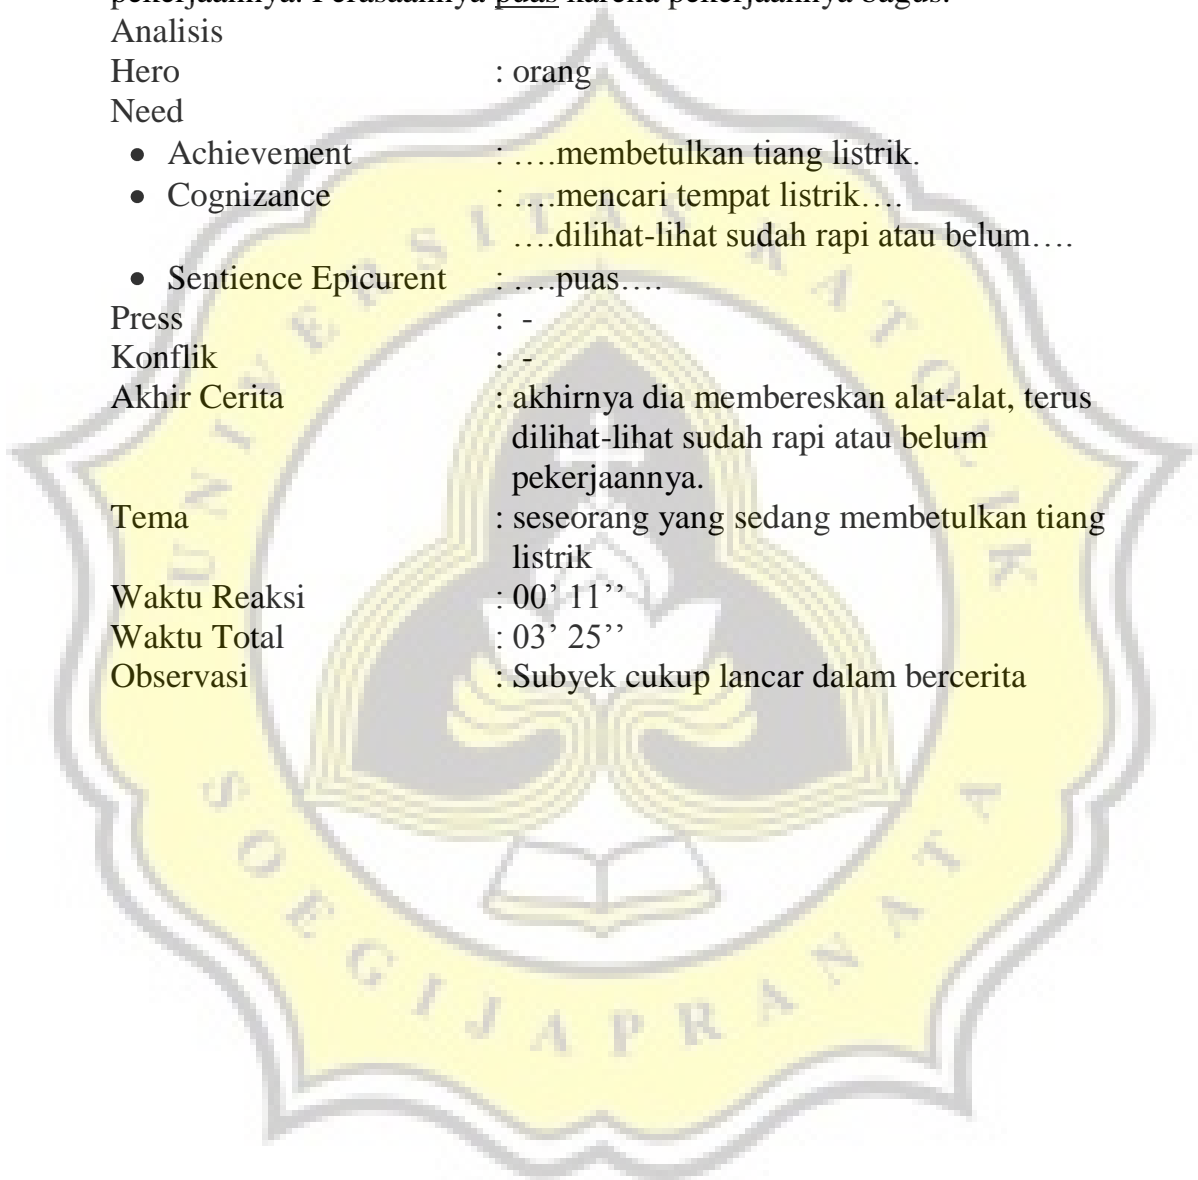 pekerjaannya. Perasaannya puas karena pekerjaannya bagus.
Analisis
Hero : orang
Need
• Achievement : ….membetulkan tiang listrik.
• Cognizance : ….mencari tempat listrik….
….dilihat-lihat sudah rapi atau belum….
• Sentience Epicurent : ….puas….
Press : -
Konflik : -
Akhir Cerita : akhirnya dia membereskan alat-alat, terus
dilihat-lihat sudah rapi atau belum
pekerjaannya.
Tema : seseorang yang sedang membetulkan tiang
listrik
Waktu Reaksi : 00’ 11’’
Waktu Total : 03’ 25’’
Observasi : Subyek cukup lancar dalam bercerita
UNIVERSITAS KATOLIK
SOEGIJAPRANATA